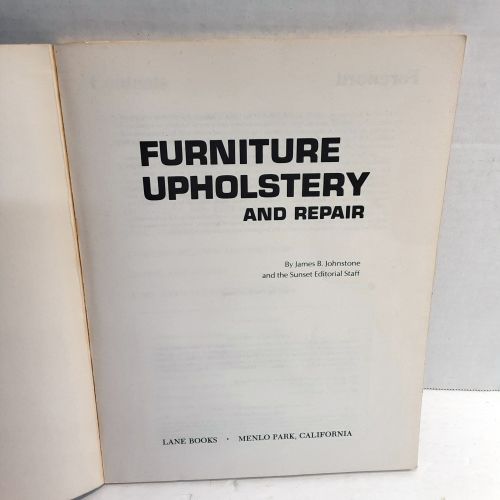 FURNITURE
UPHOLSTERY
AND REPAIR
By James B. Johnstone
and the Sunset Editorial Staff
LANE BOOKS • MENLO PARK, CALIFORNIA